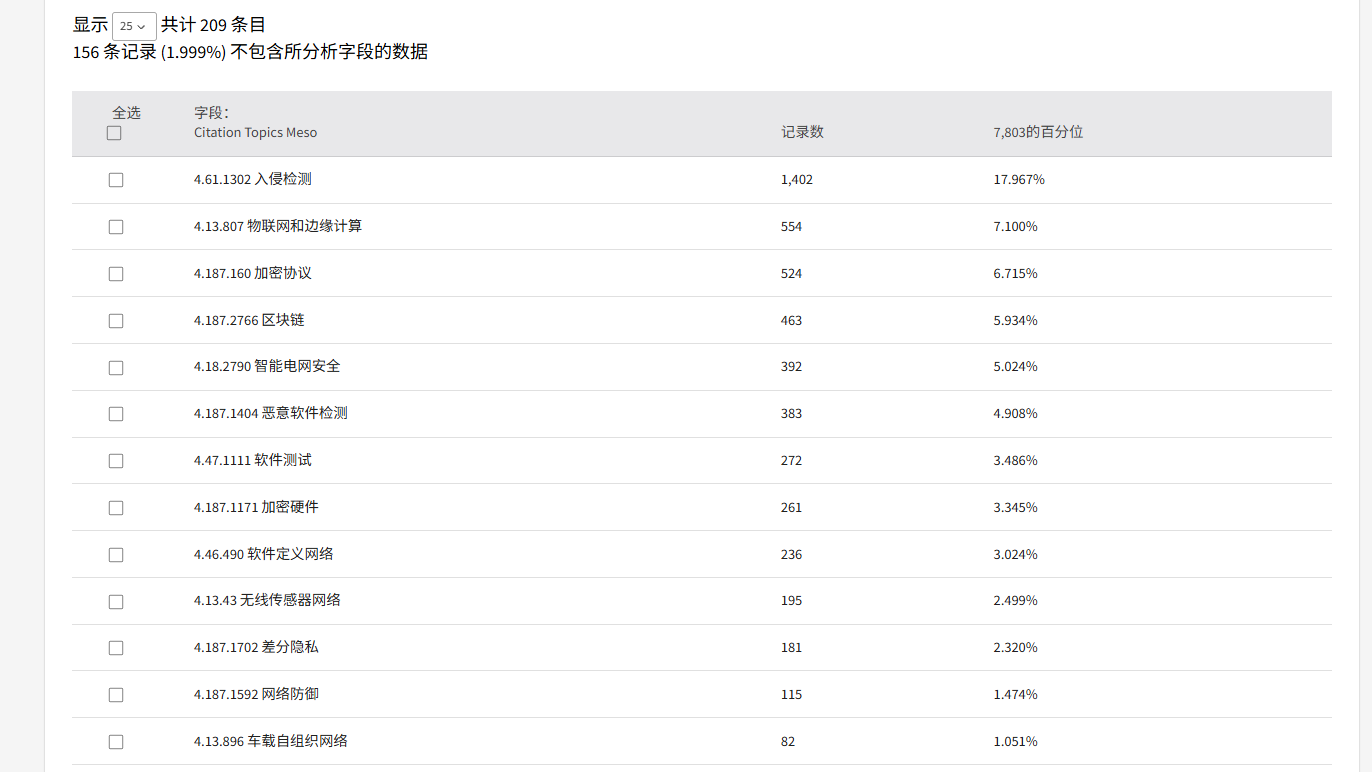 显示 25 共计 209 条目
156 条记录 (1.999%) 不包含所分析字段的数据
全选
字段：
Citation Topics Meso 记录数 7,803的百分位
4.61.1302 入侵检测 1,402 17.967%
4.13.807 物联网和边缘计算 554 7.100%
4.187.160 加密协议 524 6.715%
4.187.2766 区块链 463 5.934%
4.18.2790 智能电网安全 392 5.024%
4.187.1404 恶意软件检测 383 4.908%
4.47.1111 软件测试 272 3.486%
4.187.1171 加密硬件 261 3.345%
4.46.490 软件定义网络 236 3.024%
4.13.43 无线传感器网络 195 2.499%
4.187.1702 差分隐私 181 2.320%
4.187.1592 网络防御 115 1.474%
4.13.896 车载自组织网络 82 1.051%